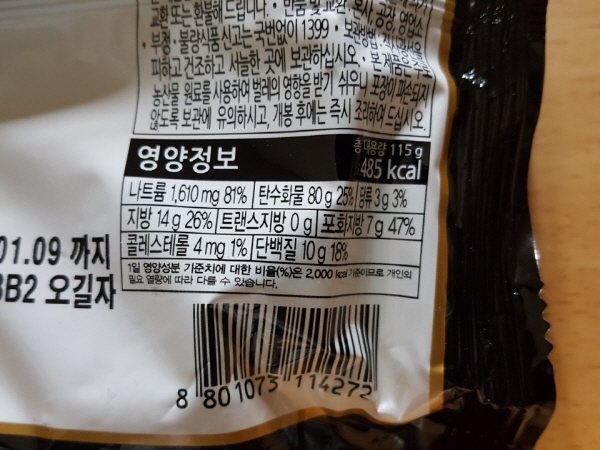 교환 또는 환불해 드립니다. • 반품 및 교환: 본사, 공장, 영업소
• 부정·불량식품 신고는 국번없이 1399 • 보관방법:
피하고 건조하고 서늘한 곳에 보관하십시오. • 본 제품은
농산물 원료를 사용하여 벌레의 영향을 받기 쉬우니 포장이 파손되지
않도록 보관에 유의하시고, 개봉 후에는 즉시 조리하여 드십시오.
영양정보
총 내용량 115 g
485 kcal
나트륨 1,610 mg 81% 탄수화물 80 g 25% 당류 3 g 3%
지방 14 g 26% 트랜스지방 0 g 포화지방 7 g 47%
콜레스테롤 4 mg 1% 단백질 10 g 18%
1일 영양성분 기준치에 대한 비율(%)은 2,000 kcal 기준이므로 개인의
필요 열량에 따라 다를 수 있습니다.
01.09 까지
BB2 오길자
8 801073 114272